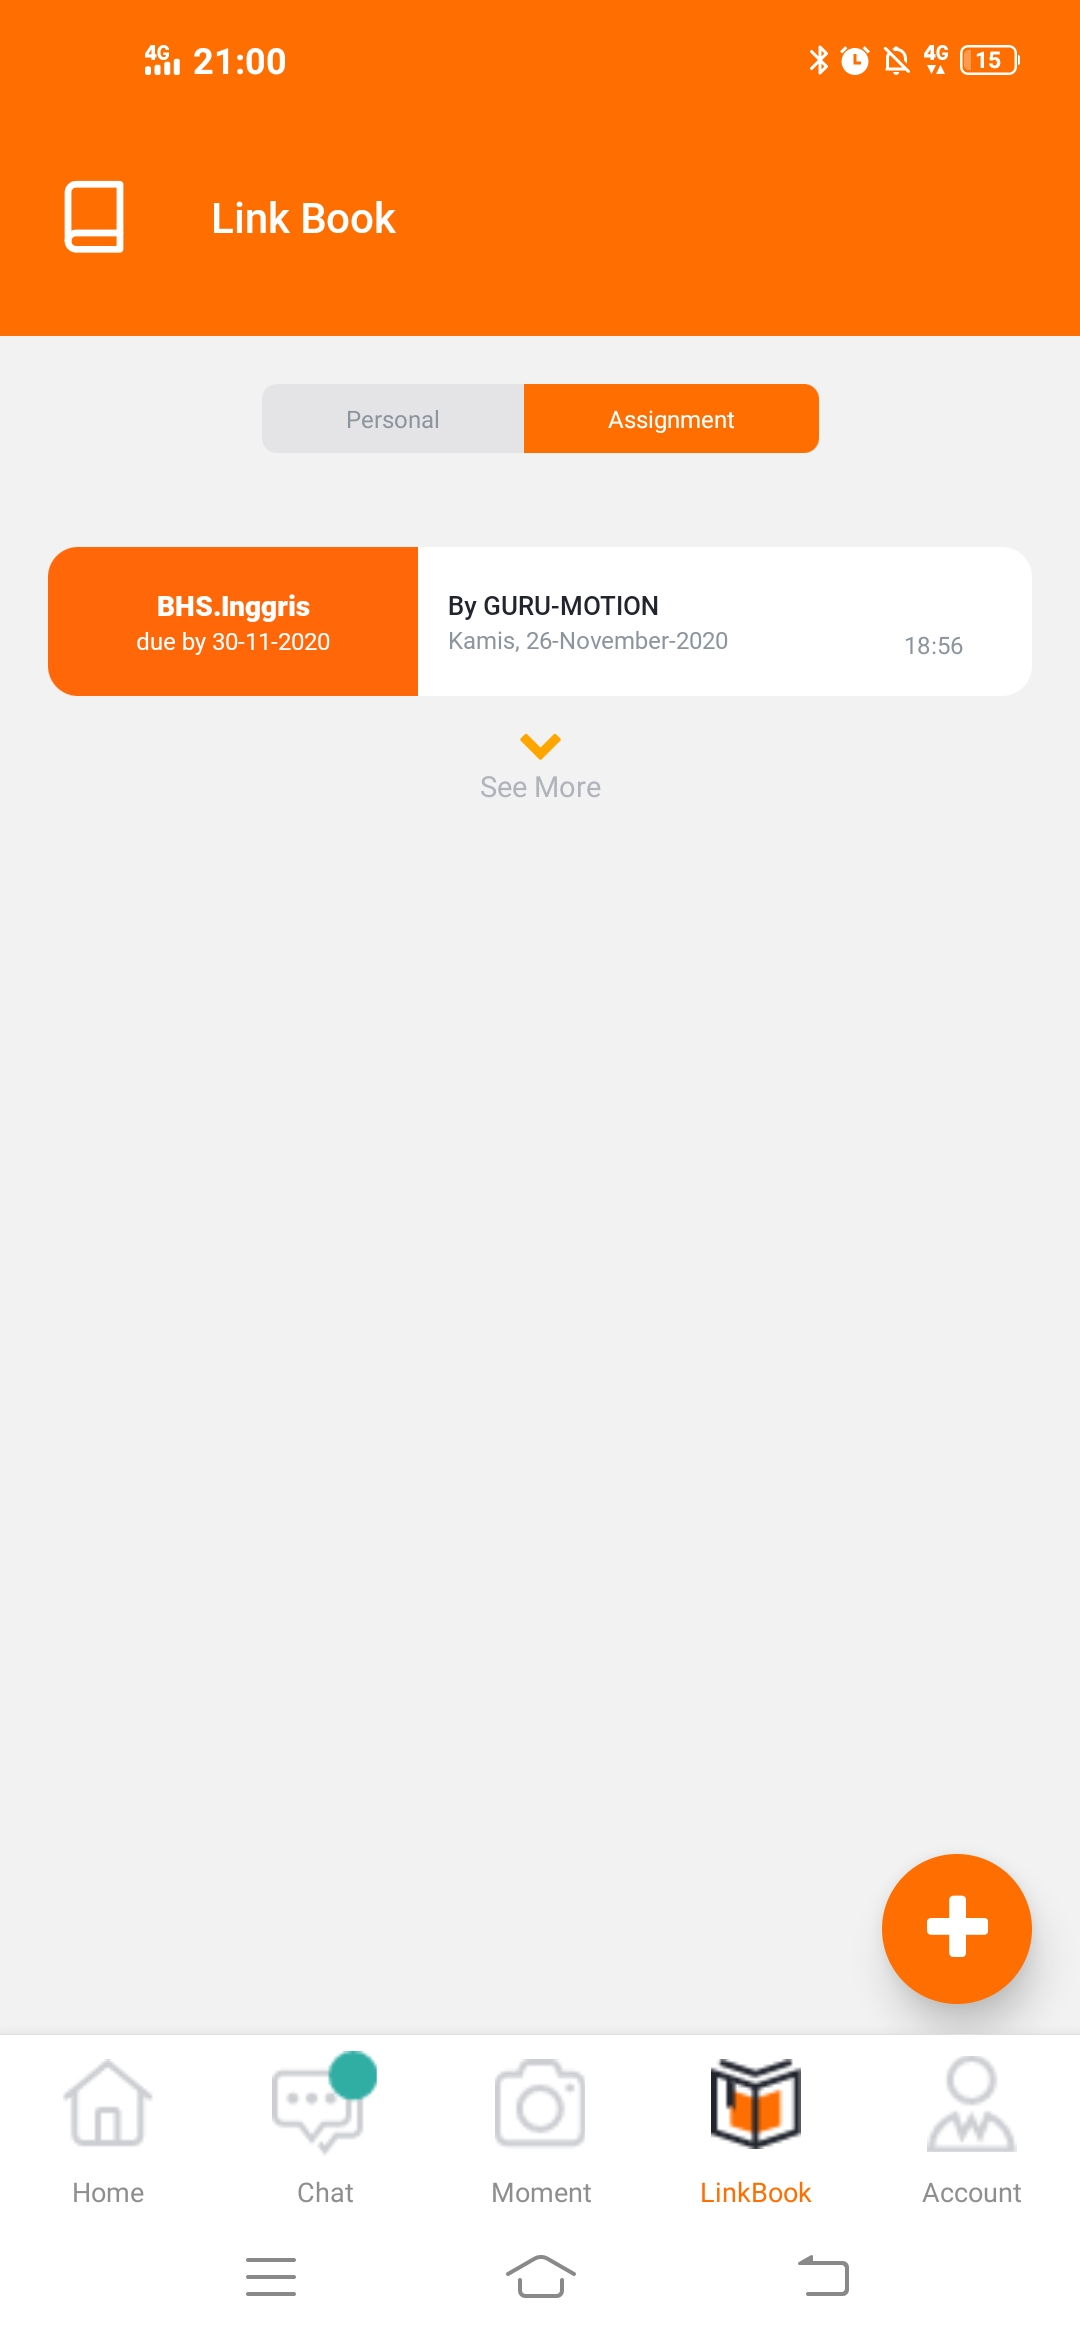 4G 21:00 4G 15
Link Book
Personal Assignment
BHS.Inggris By GURU-MOTION
due by 30-11-2020 Kamis, 26-November-2020 18:56
See More
Home Chat Moment LinkBook Account